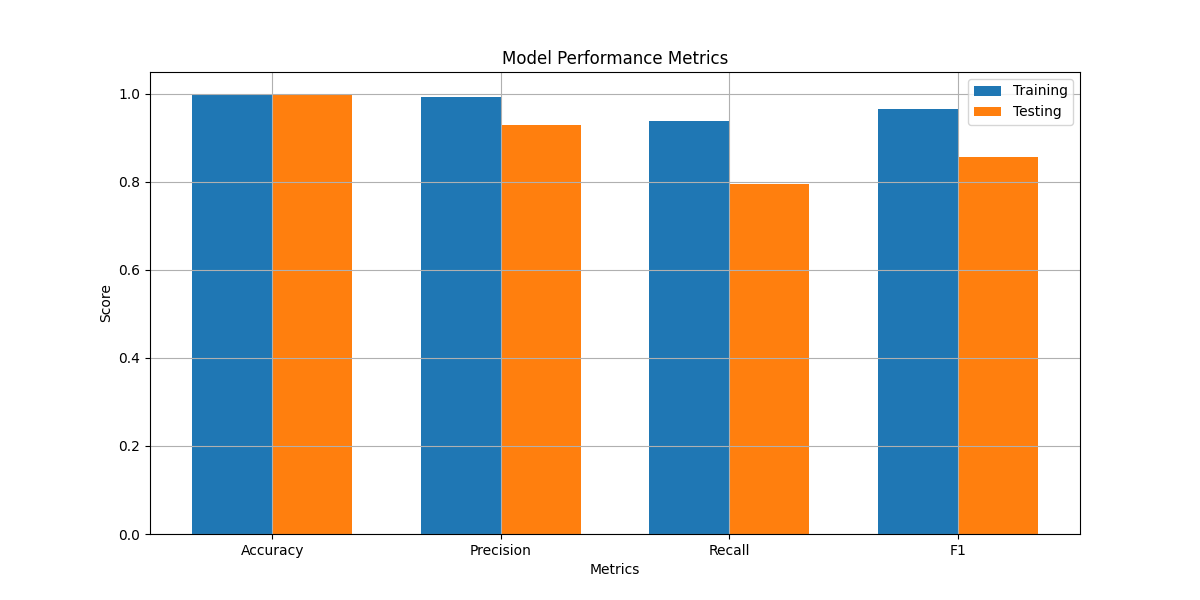 Model Performance Metrics
Training
Testing
1.0
0.8
0.6
0.4
0.2
0.0
Score
Accuracy Precision Recall F1
Metrics